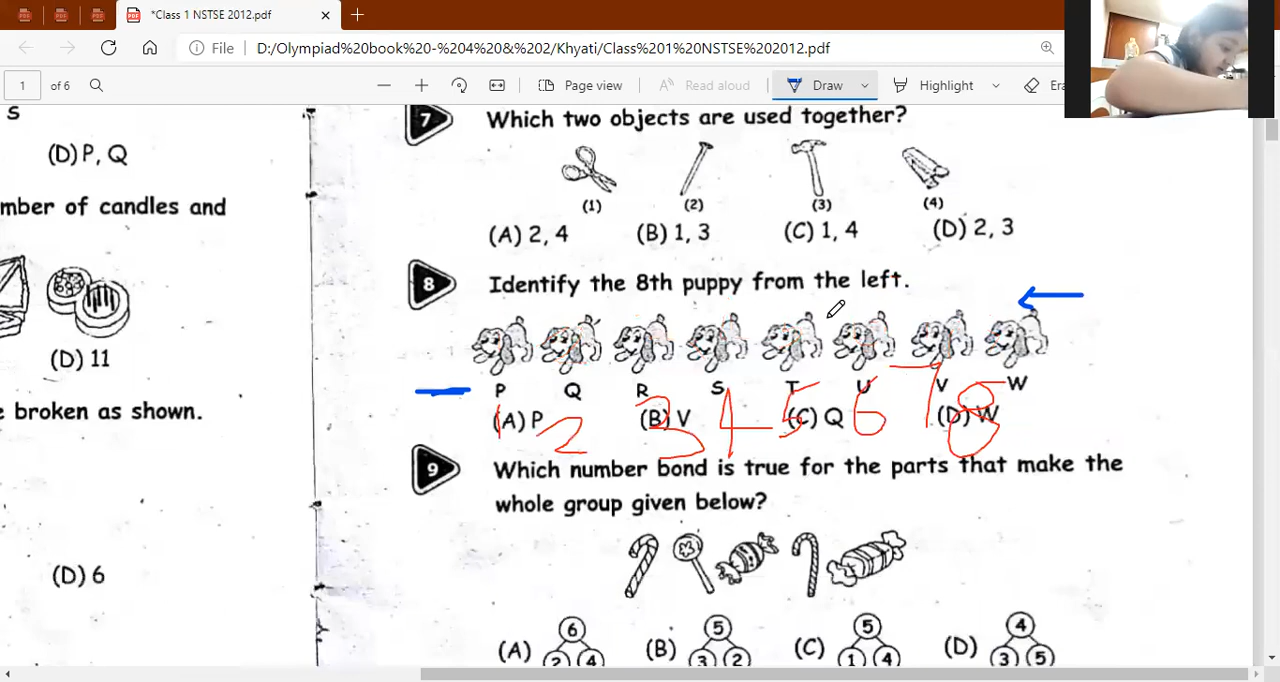 *Class 1 NSTSE 2012.pdf
File D:/Olympiad%20book%20-%204%20&%202/Khyati/Class%201%20NSTSE%202012.pdf
1 of 6 Page view Read aloud Draw Highlight Era
S
(D) P, Q
mber of candles and
(D) 11
e broken as shown.
(D) 6
7 Which two objects are used together?
(1) (2) (3) (4)
(A) 2, 4 (B) 1, 3 (C) 1, 4 (D) 2, 3
8 Identify the 8th puppy from the left.
P Q R S T U V W
(A) P (B) V (C) Q (D) W
1 2 3 4 5 6 7 8
9 Which number bond is true for the parts that make the
whole group given below?
(A) 6 (B) 5 (C) 5 (D) 4
2 4 3 2 1 4 3 5